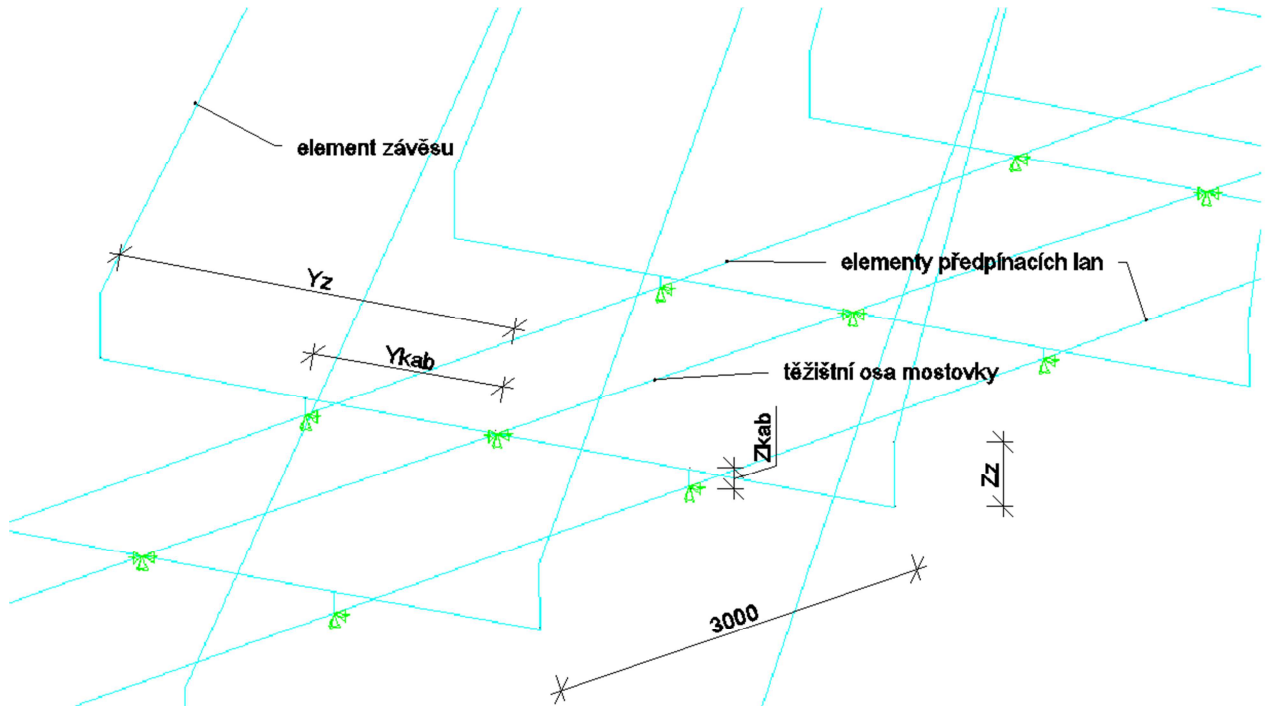 element závěsu
Yz
elementy předpínacích lan
Ykab
těžištní osa mostovky
Zkab
Zz
3000